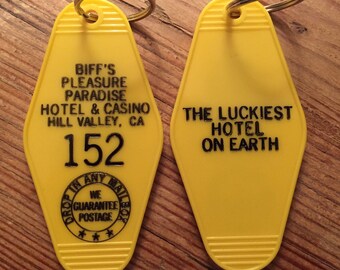 BIFF'S
PLEASURE
PARADISE
HOTEL & CASINO
HILL VALLEY, CA
152
DROP IN ANY MAILBOX
WE
GUARANTEE
POSTAGE
THE LUCKIEST
HOTEL
ON EARTH